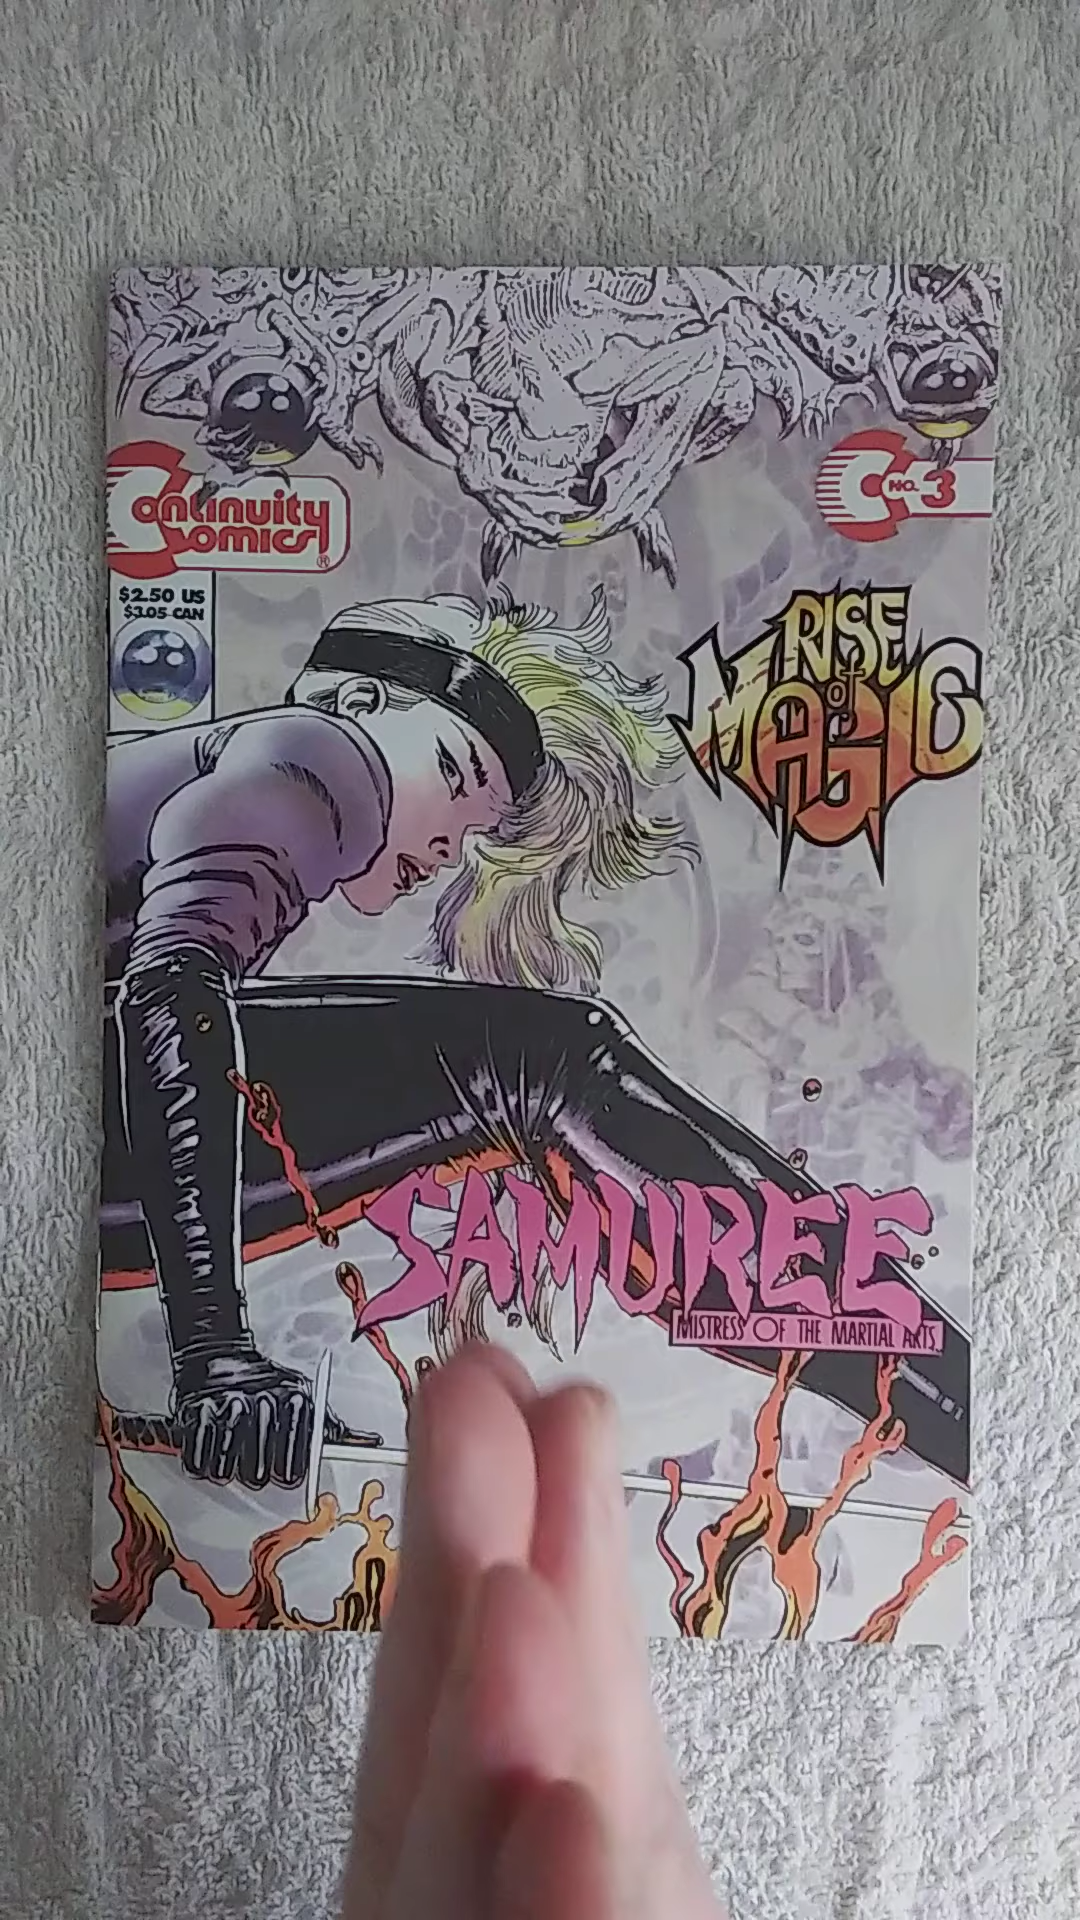 Continuity
Comics
®
NO. 3
$2.50 US
$3.05 CAN
RISE
OF
MAGIC
SAMUREE
MISTRESS OF THE MARTIAL ARTS.